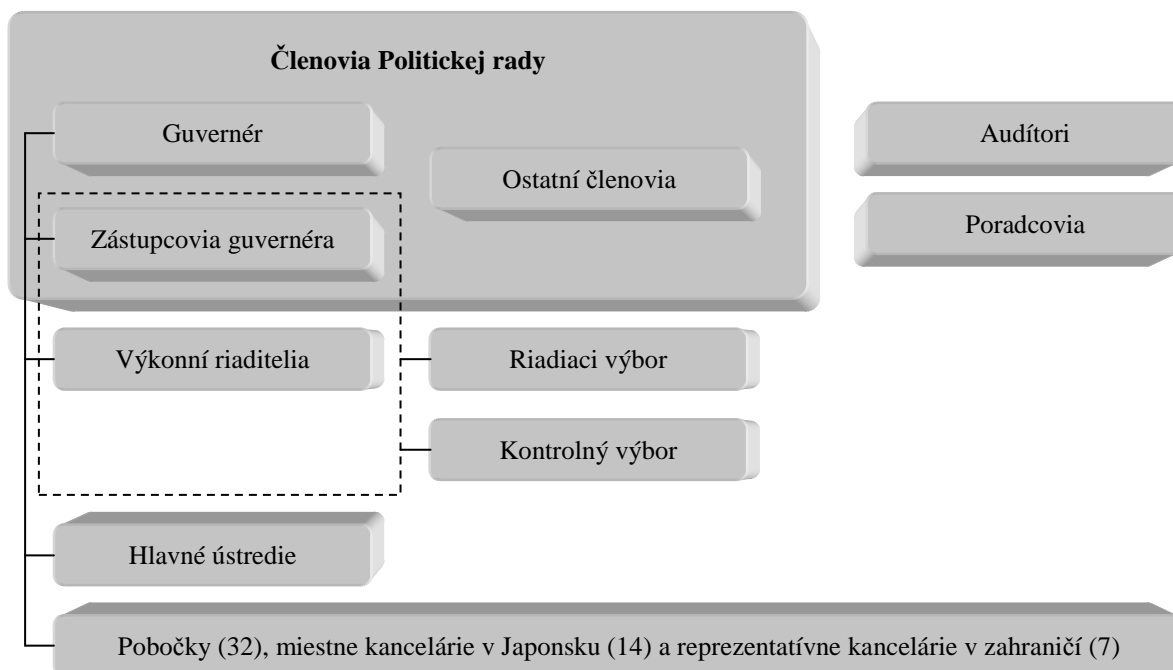 Členovia Politickej rady
Guvernér
Audítori
Ostatní členovia
Zástupcovia guvernéra
Poradcovia
Výkonní riaditelia
Riadiaci výbor
Kontrolný výbor
Hlavné ústredie
Pobočky (32), miestne kancelárie v Japonsku (14) a reprezentatívne kancelárie v zahraničí (7)